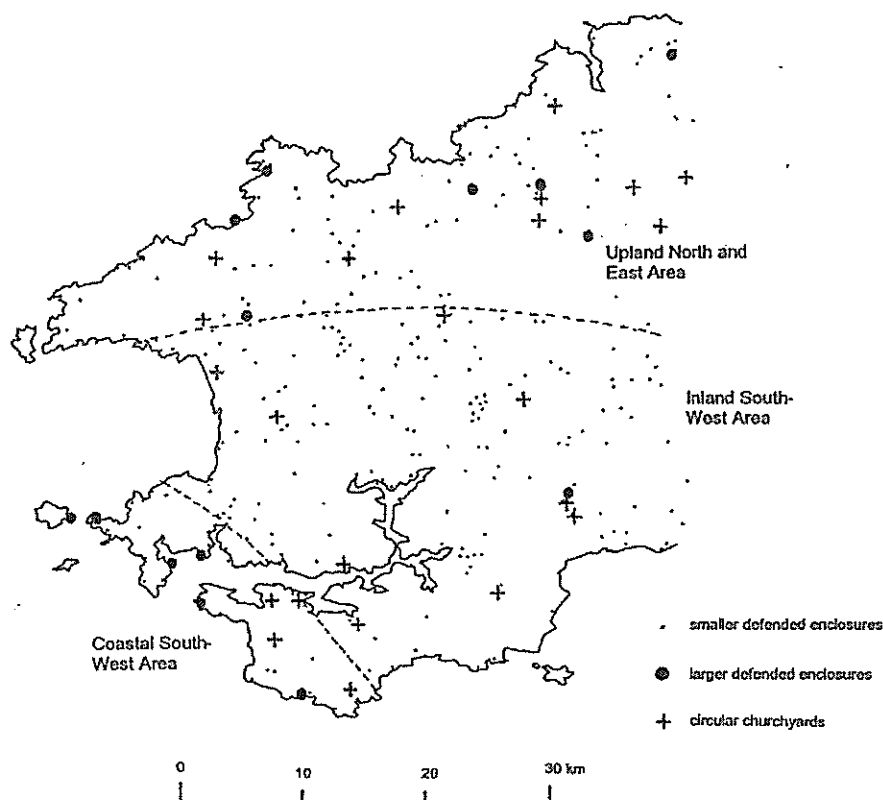 Upland North and
East Area
Inland South-
West Area
Coastal South-
West Area
smaller defended enclosures
larger defended enclosures
circular churchyards
0
10
20
30 km